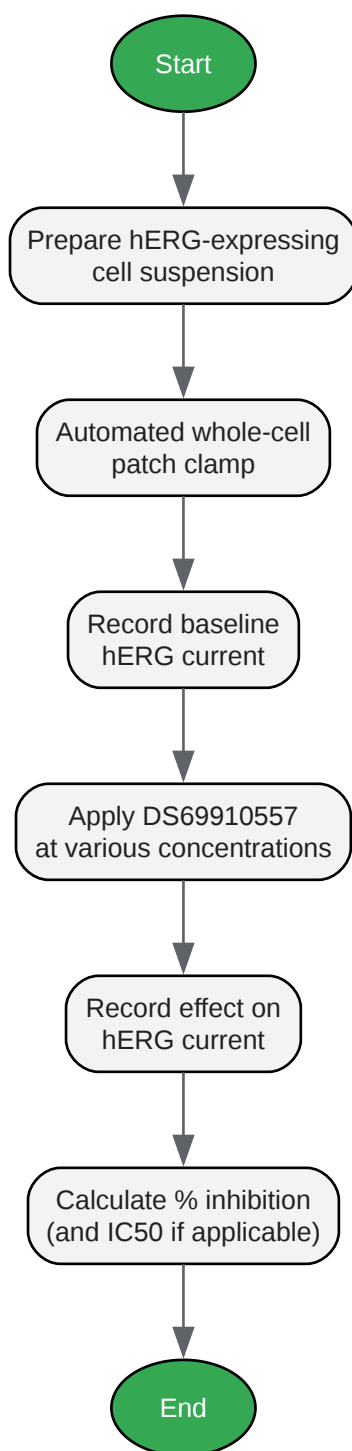 Start
Prepare hERG-expressing
cell suspension
Automated whole-cell
patch clamp
Record baseline
hERG current
Apply DS69910557
at various concentrations
Record effect on
hERG current
Calculate % inhibition
(and IC50 if applicable)
End